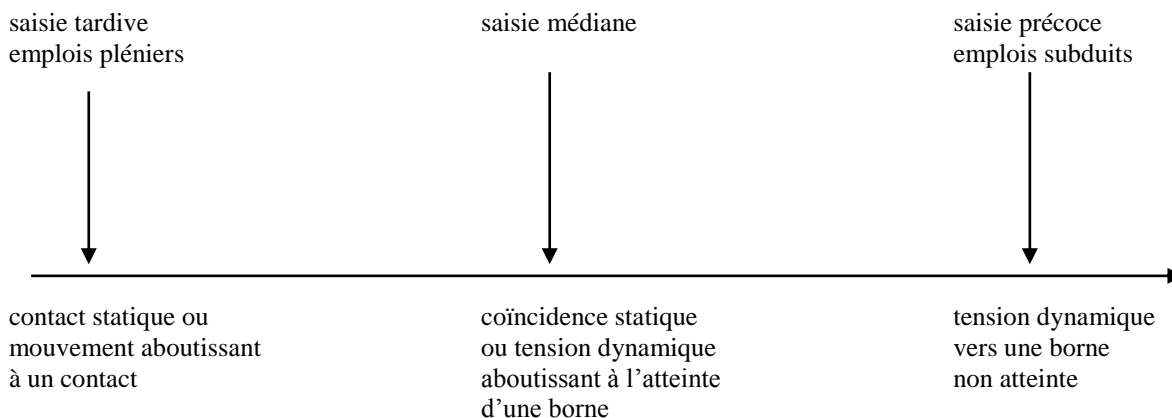 saisie tardive
emplois pléniers
saisie médiane
saisie précoce
emplois subduits
contact statique ou
mouvement aboutissant
à un contact
coïncidence statique
ou tension dynamique
aboutissant à l’atteinte
d’une borne
tension dynamique
vers une borne
non atteinte